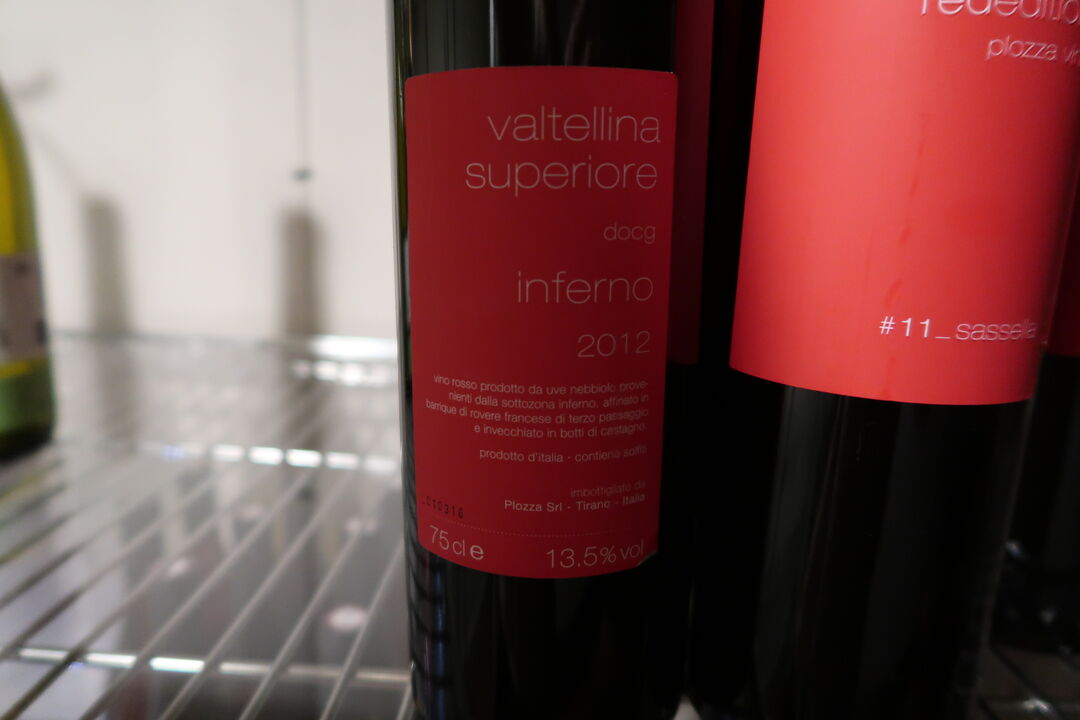 valtellina
superiore
docg
inferno
2012
vino rosso prodotto da uve nebbiolo prove-
nienti dalla sottozona inferno, affinato in
barrique di rovere francese di terzo passaggio
e invecchiato in botti di castagno.
prodotto d'italia - contiene solfiti
imbottigliato da
Plozza Srl - Tirano - Italia
75cl e
13.5% vol
plozza
#11_sassella